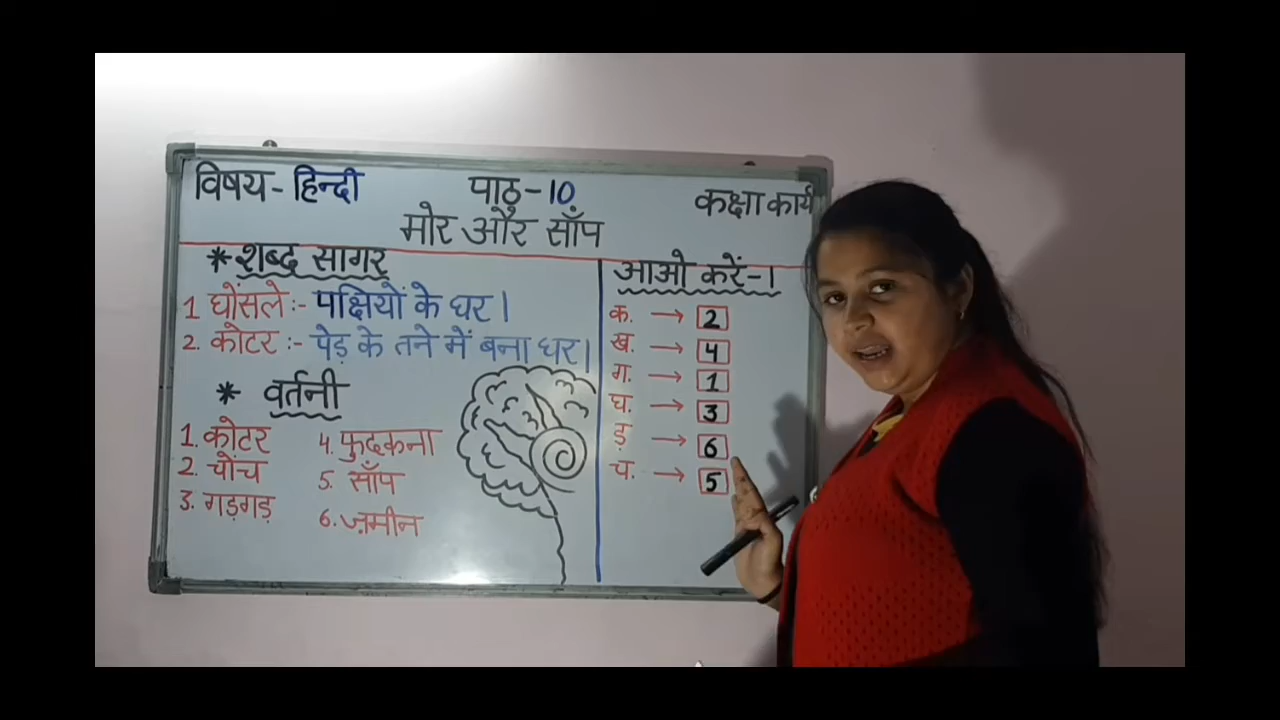 विषय- हिन्दी पाठ-10 कक्षा कार्य
मोर और साँप
* शब्द सागर
1 घोंसले :- पक्षियों के घर।
2. कोटर :- पेड़ के तने में बना घर।
* वर्तनी
1. कोटर
2. चोंच
3. गड़गड़
4. फुदकना
5. साँप
6. ज़मीन
आओ करें-1
क. → 2
ख. → 4
ग. → 1
घ. → 3
ड़ → 6
च. → 5